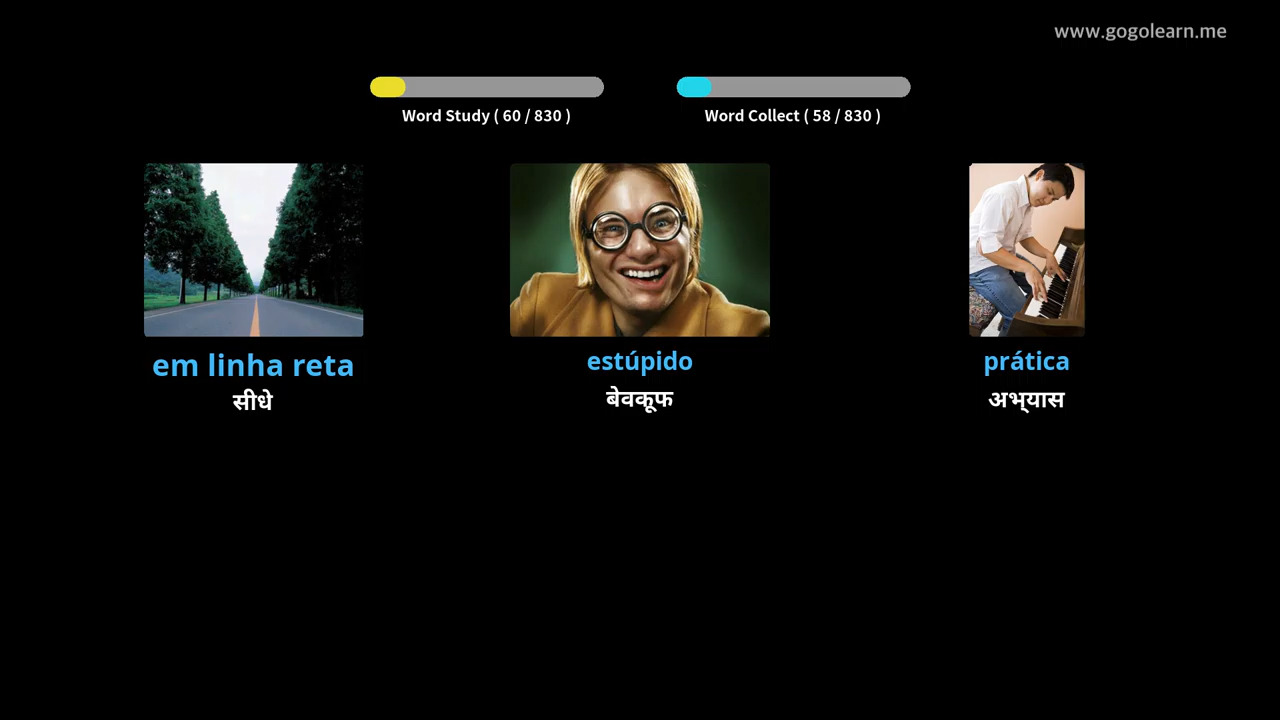 www.gogolearn.me
Word Study ( 60 / 830 )
Word Collect ( 58 / 830 )
em linha reta
सीधे
estúpido
बेवकूफ
prática
अभ्यास